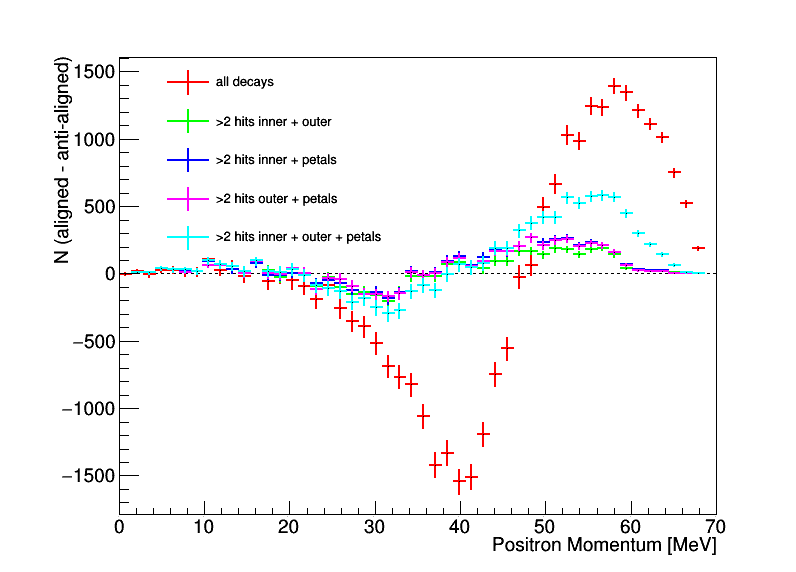 N (aligned - anti-aligned)
1500
1000
500
0
−500
−1000
−1500
all decays
>2 hits inner + outer
>2 hits inner + petals
>2 hits outer + petals
>2 hits inner + outer + petals
0 10 20 30 40 50 60 70
Positron Momentum [MeV]